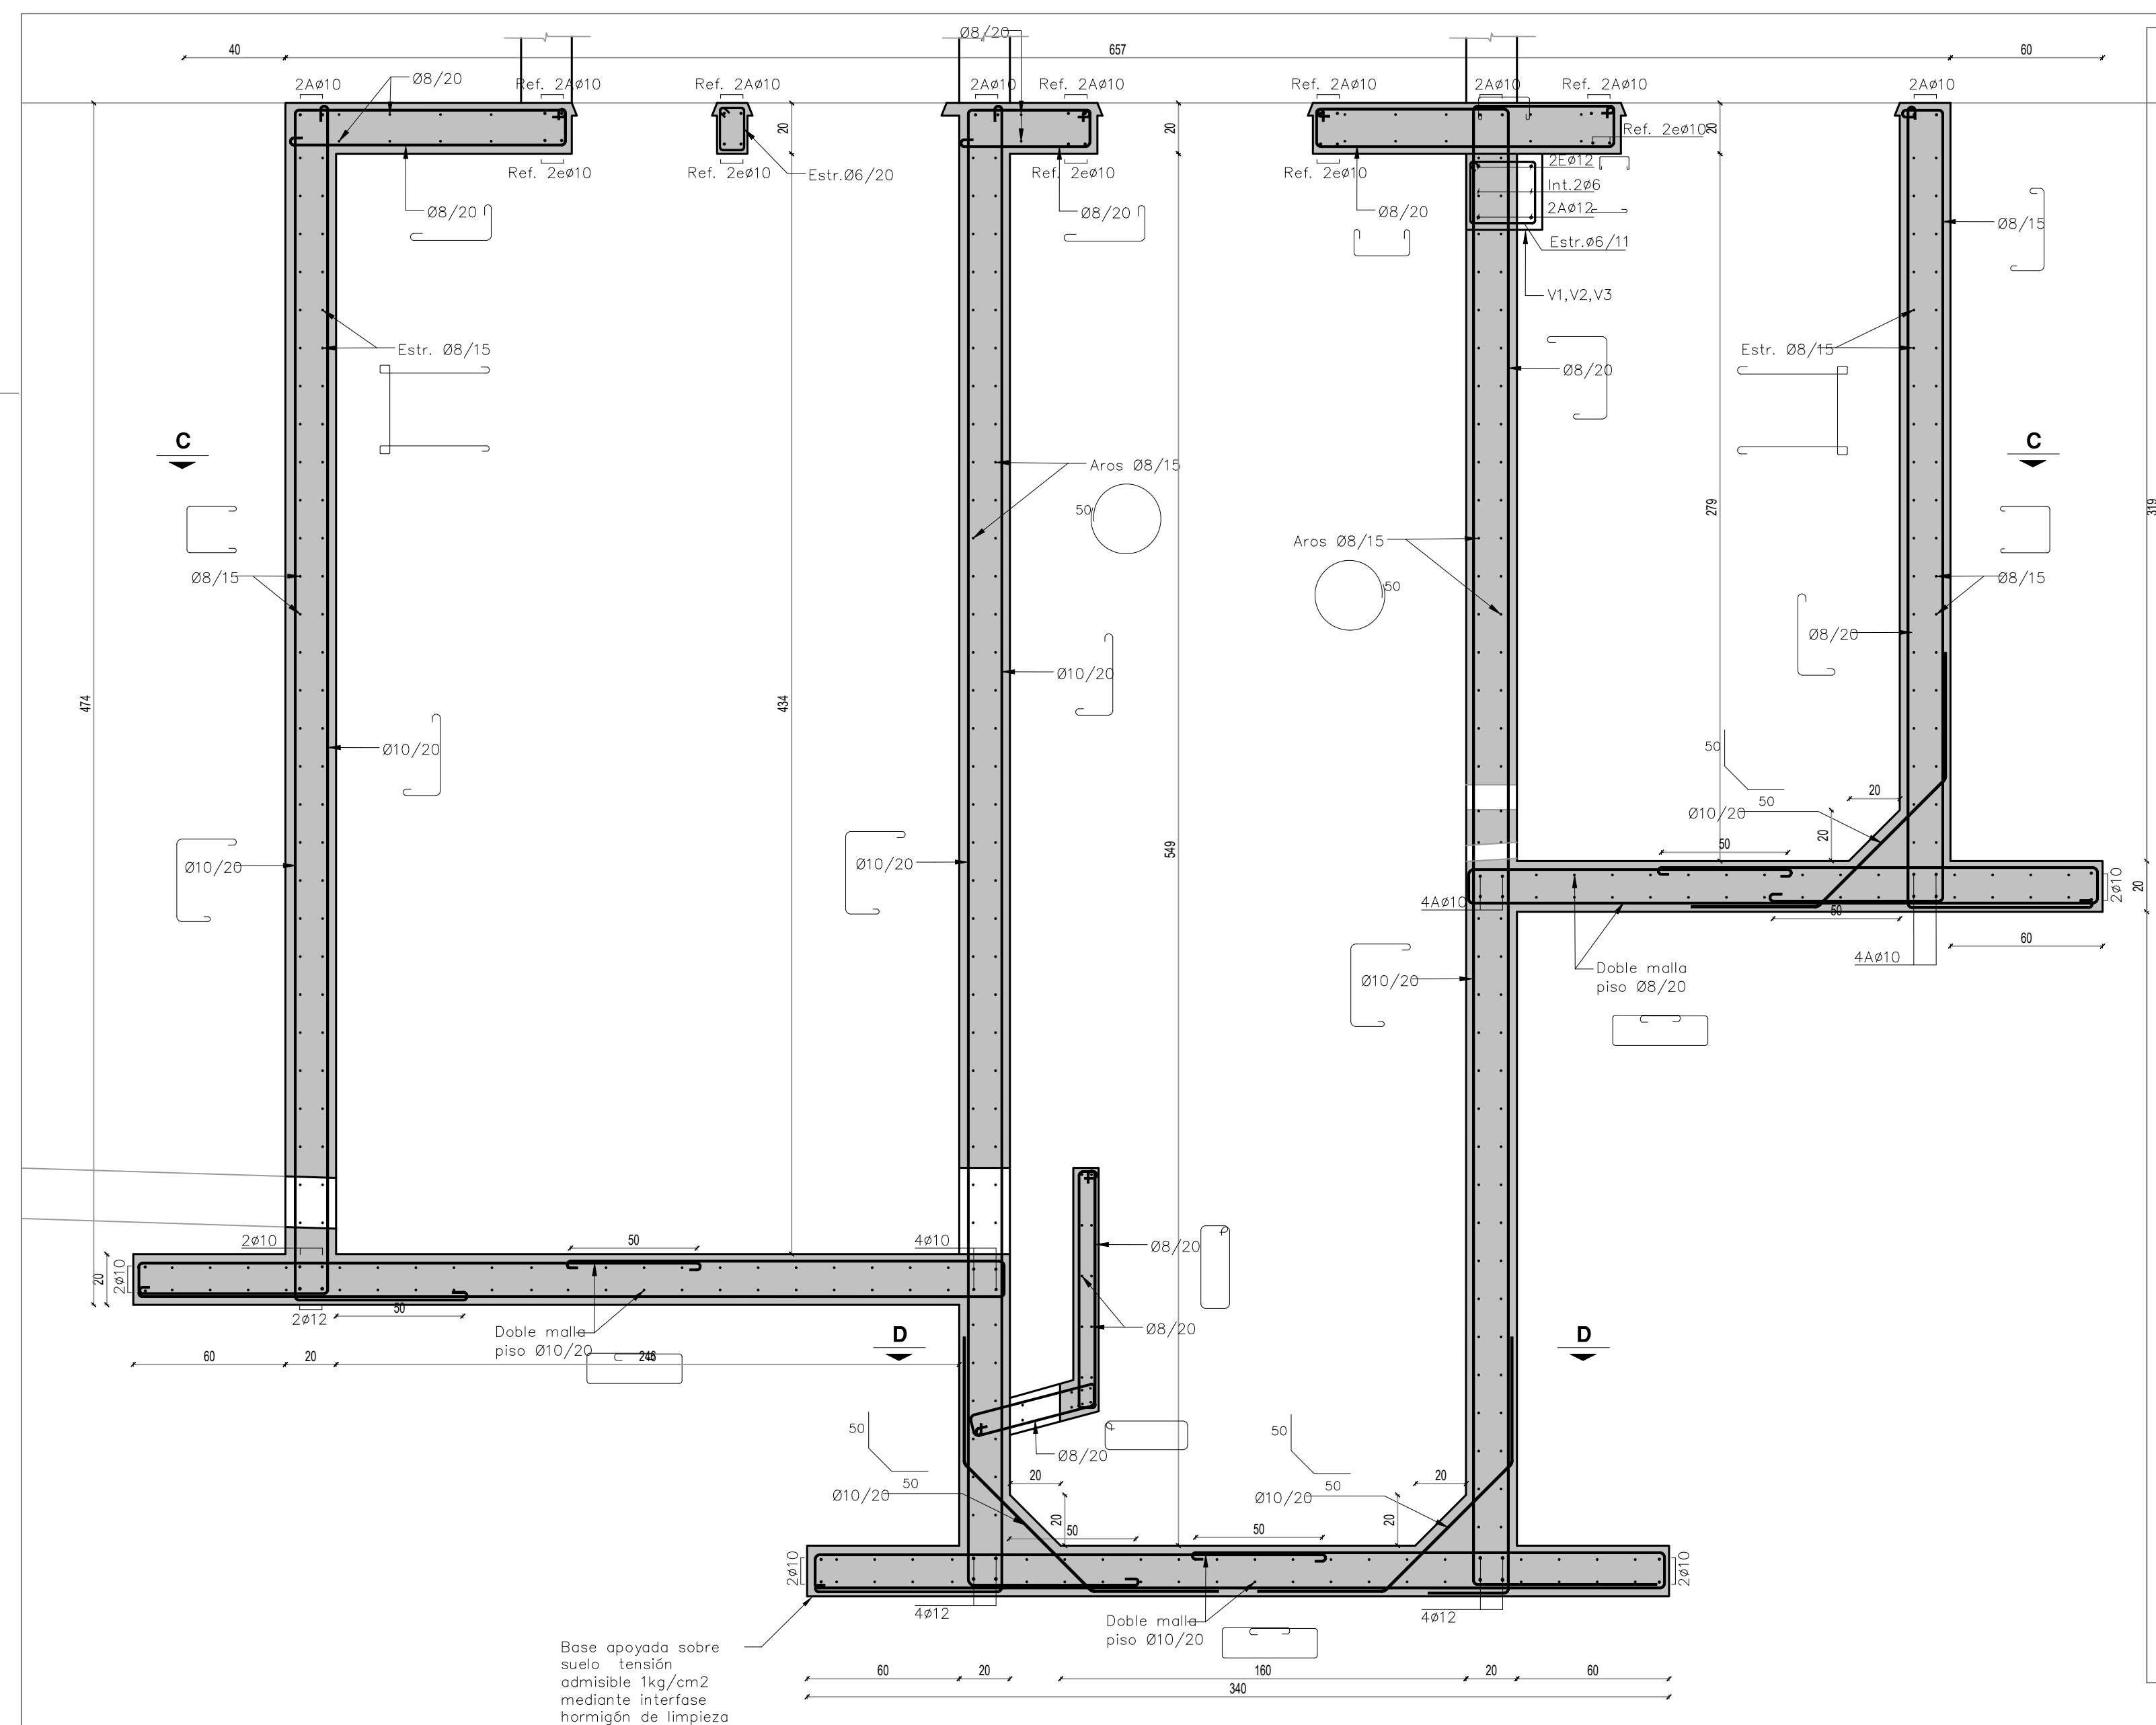 Ø8/20
40
657
60
2Aø10
Ø8/20
Ref. 2Aø10
Ref. 2Aø10
2Aø10
Ref. 2Aø10
Ref. 2Aø10
2Aø10
Ref. 2Aø10
2Aø10
20
20
20
Ref. 2eø10
Ref. 2eø10
Ref. 2eø10
Estr.Ø6/20
Ref. 2eø10
Ref. 2eø10
2Eø12
Int.2ø6
2Aø12
Estr.ø6/11
Ø8/20
Ø8/20
Ø8/20
Ø8/15
V1,V2,V3
Estr. Ø8/15
Ø8/20
Estr. Ø8/15
C
C
Aros Ø8/15
50
279
319
Aros Ø8/15
50
Ø8/15
Ø8/15
Ø8/20
Ø10/20
474
434
Ø10/20
50
50
Ø10/20
20
20
549
50
Ø10/20
Ø10/20
4Aø10
50
2ø10
20
60
4Aø10
Doble malla
piso Ø8/20
Ø10/20
2ø10
50
4ø10
Ø8/20
20
2ø10
2ø12
50
Doble malla
piso Ø10/20
Ø8/20
D
D
60
20
246
50
50
Ø10/20
Ø8/20
20
20
50
50
50
Ø10/20
20
20
50
2ø10
2ø10
4ø12
4ø12
Doble malla
piso Ø10/20
Base apoyada sobre
suelo tensión
admisible 1kg/cm2
mediante interfase
hormigón de limpieza
60
20
160
20
60
340